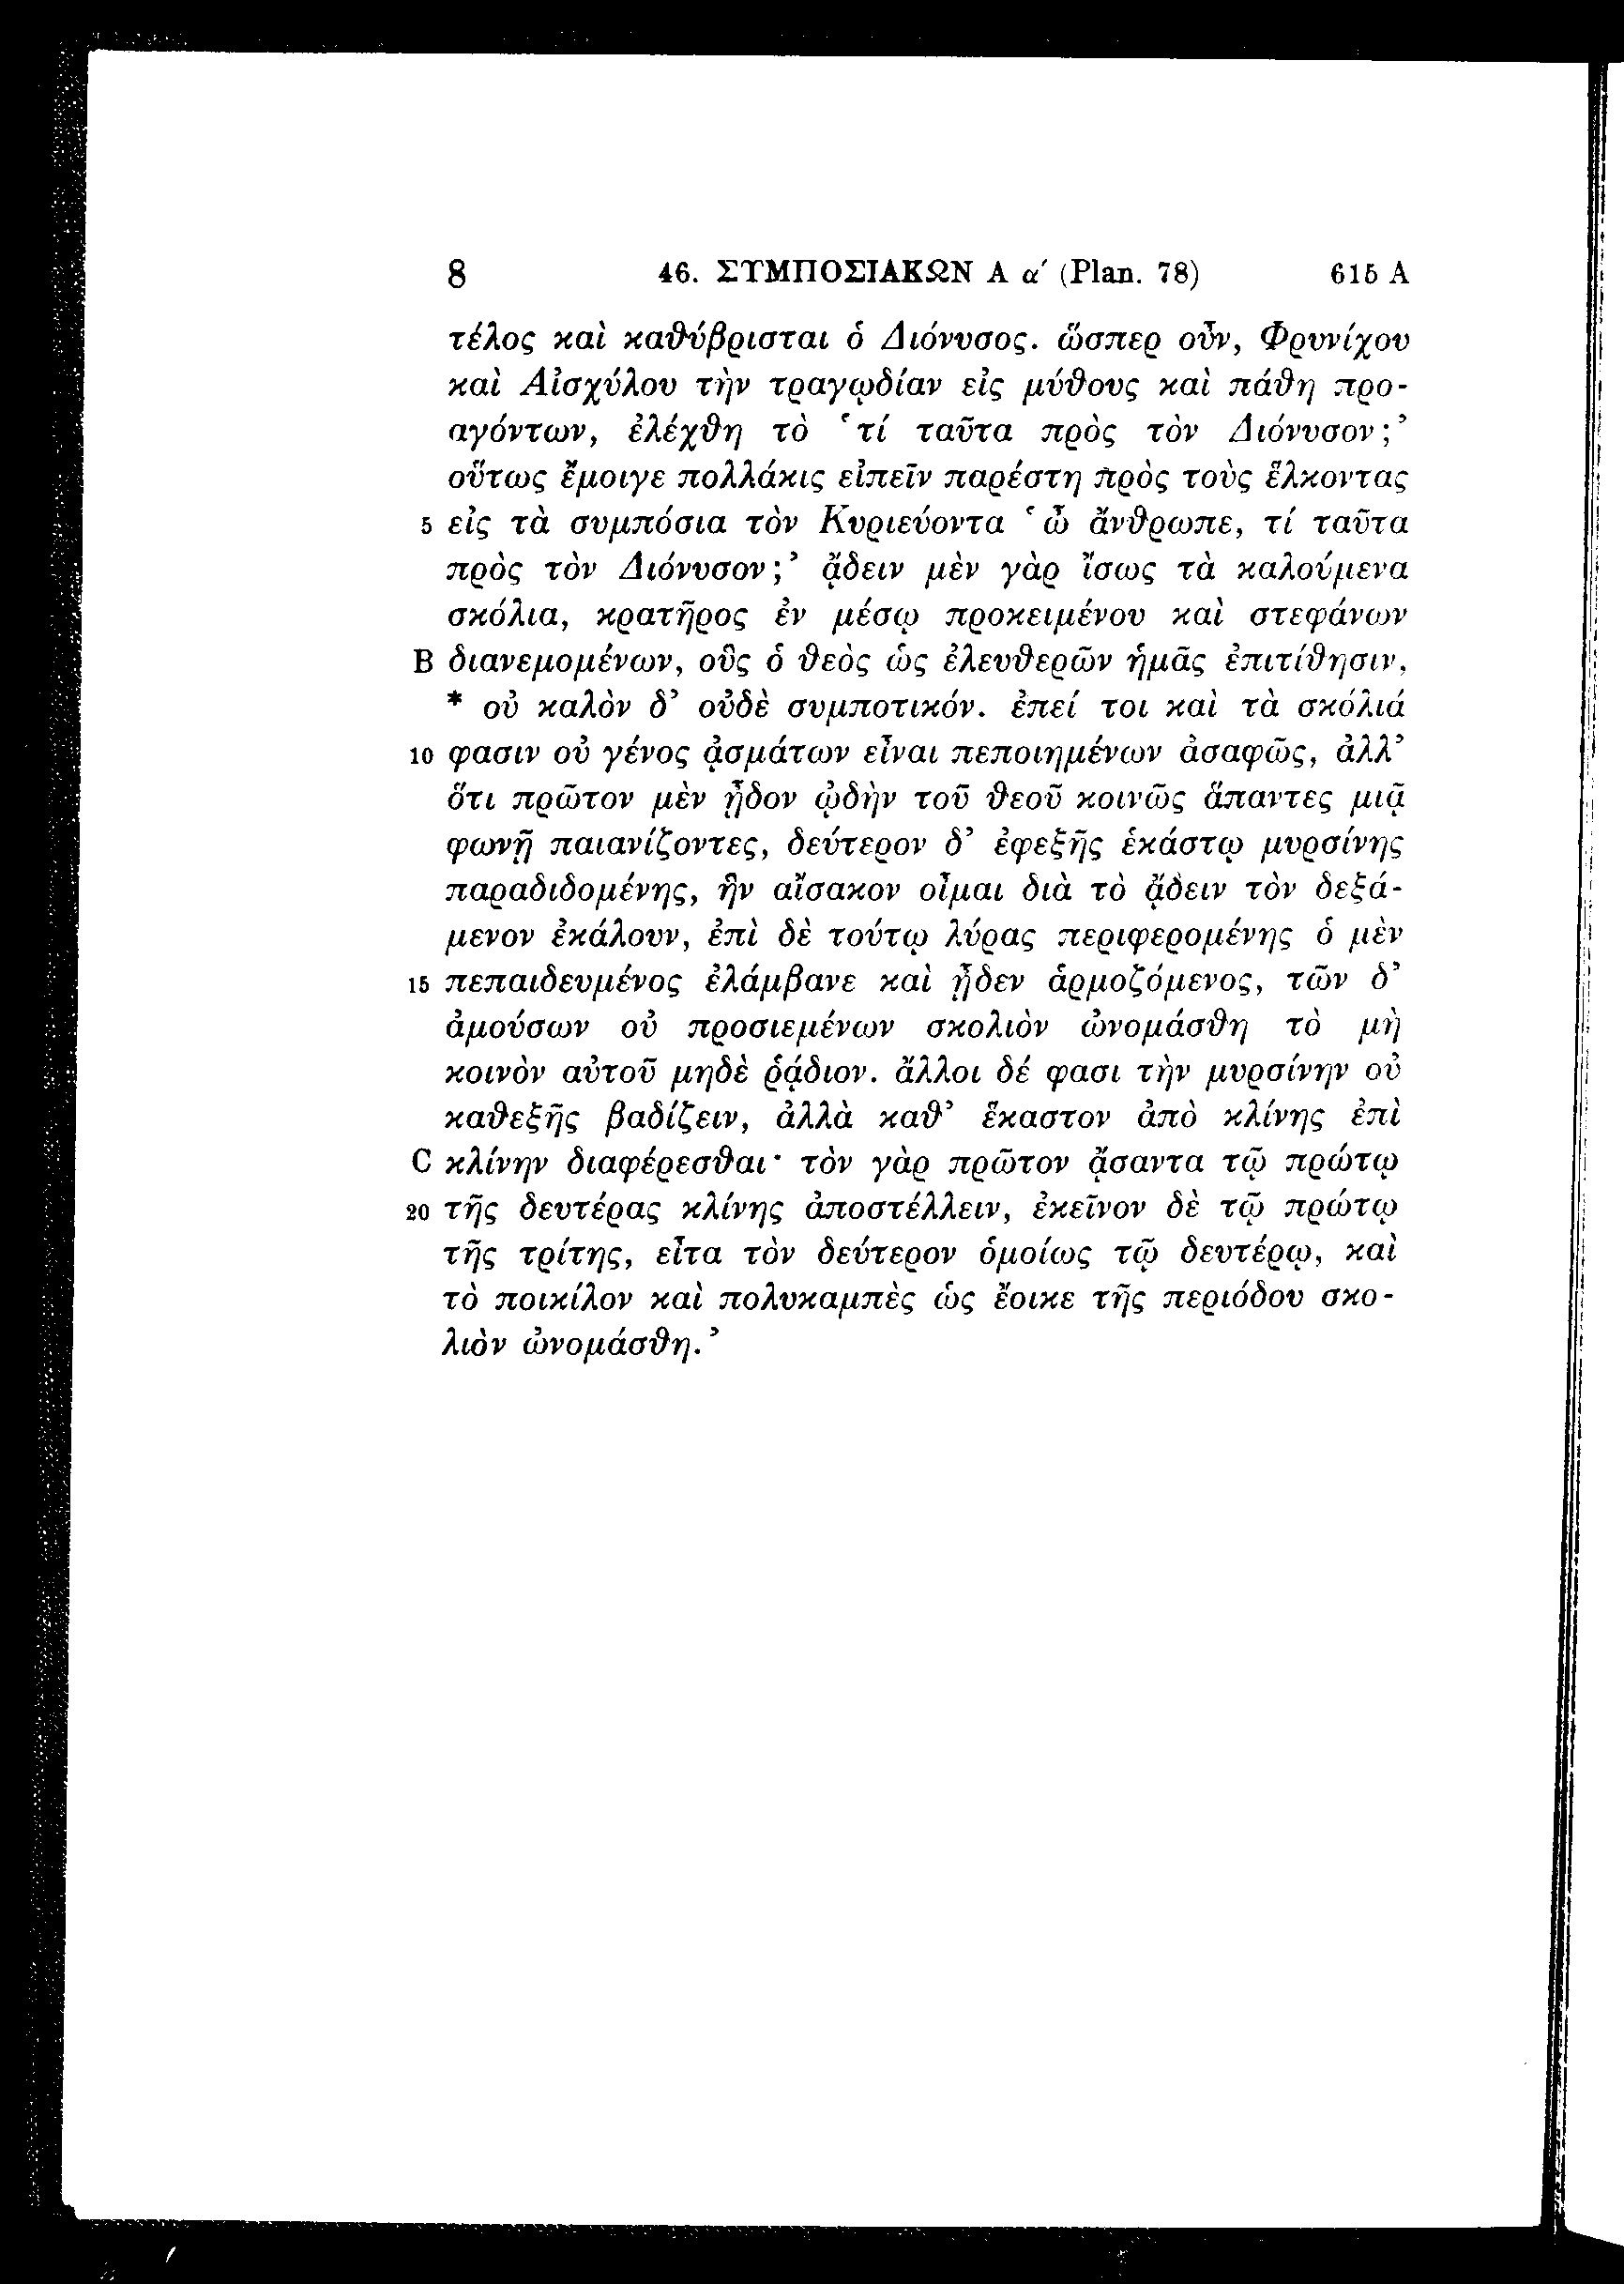 8 46. ΣΥΜΠΟΣΙΑΚΩΝ Α α′ (Plan. 78) 615 A
τέλος καὶ καθύβρισται ὁ Διόνυσος. ὥσπερ οὖν, Φρυνίχου
καὶ Αἰσχύλου τὴν τραγῳδίαν εἰς μύθους καὶ πάθη προ-
αγόντων, ἐλέχθη τὸ ‘τί ταῦτα πρὸς τὸν Διόνυσον;’
οὕτως ἔμοιγε πολλάκις εἰπεῖν παρέστη πρὸς τοὺς ἕλκοντας
5 εἰς τὰ συμπόσια τὸν Κυριεύοντα ‘ὦ ἄνθρωπε, τί ταῦτα
πρὸς τὸν Διόνυσον;’ ᾄδειν μὲν γὰρ ἴσως τὰ καλούμενα
σκόλια, κρατῆρος ἐν μέσῳ προκειμένου καὶ στεφάνων
B διανεμομένων, οὓς ὁ θεὸς ὡς ἐλευθερῶν ἡμᾶς ἐπιτίθησιν,
* οὐ καλὸν δ’ οὐδὲ συμποτικόν. ἐπεί τοι καὶ τὰ σκόλιά
10 φασιν οὐ γένος ᾀσμάτων εἶναι πεποιημένων ἀσαφῶς, ἀλλ’
ὅτι πρῶτον μὲν ᾖδον ᾠδὴν τοῦ θεοῦ κοινῶς ἅπαντες μιᾷ
φωνῇ παιανίζοντες, δεύτερον δ’ ἐφεξῆς ἑκάστῳ μυρσίνης
παραδιδομένης, ἣν αἴσακον οἶμαι διὰ τὸ ᾄδειν τὸν δεξά-
μενον ἐκάλουν, ἐπὶ δὲ τούτῳ λύρας περιφερομένης ὁ μὲν
15 πεπαιδευμένος ἐλάμβανε καὶ ᾖδεν ἁρμοζόμενος, τῶν δ’
ἀμούσων οὐ προσιεμένων σκολιὸν ὠνομάσθη τὸ μὴ
κοινὸν αὐτοῦ μηδὲ ῥᾴδιον. ἄλλοι δέ φασι τὴν μυρσίνην οὐ
καθεξῆς βαδίζειν, ἀλλὰ καθ’ ἕκαστον ἀπὸ κλίνης ἐπὶ
C κλίνην διαφέρεσθαι· τὸν γὰρ πρῶτον ᾄσαντα τῷ πρώτῳ
20 τῆς δευτέρας κλίνης ἀποστέλλειν, ἐκεῖνον δὲ τῷ πρώτῳ
τῆς τρίτης, εἶτα τὸν δεύτερον ὁμοίως τῷ δευτέρῳ, καὶ
τὸ ποικίλον καὶ πολυκαμπὲς ὡς ἔοικε τῆς περιόδου σκο-
λιὸν ὠνομάσθη.’